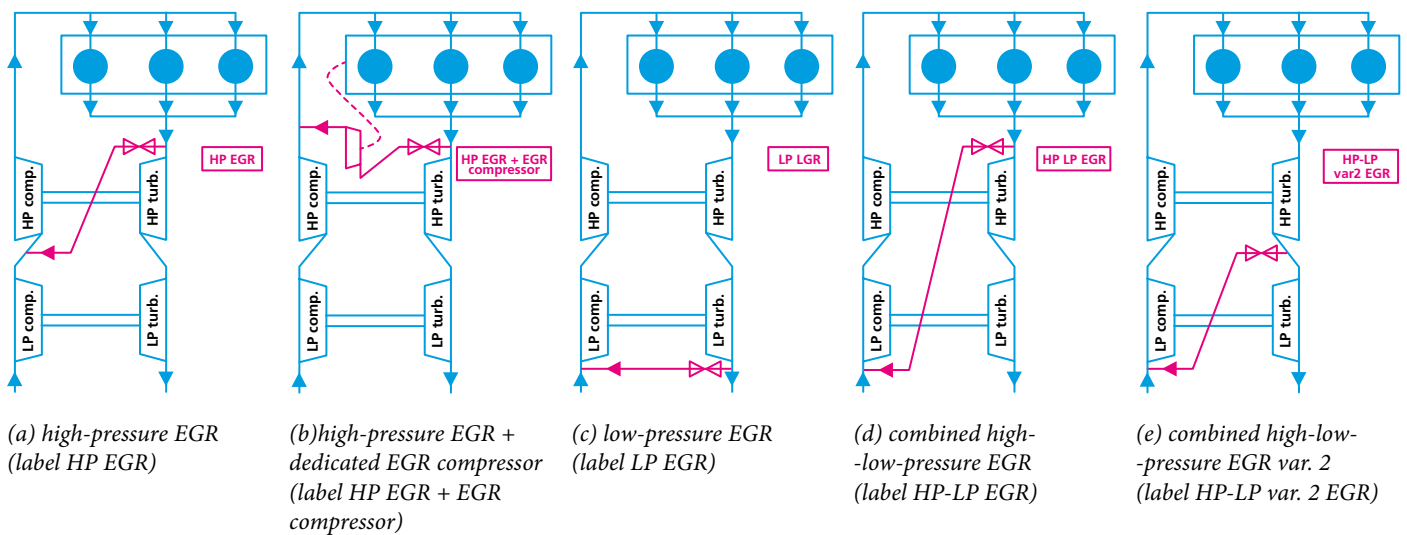 HP EGR
HP comp.
HP turb.
LP comp.
LP turb.
(a) high-pressure EGR
(label HP EGR)
HP EGR + EGR
compressor
HP comp.
HP turb.
LP comp.
LP turb.
(b)high-pressure EGR +
dedicated EGR compressor
(label HP EGR + EGR
compressor)
LP LGR
HP comp.
HP turb.
LP comp.
LP turb.
(c) low-pressure EGR
(label LP EGR)
HP LP EGR
HP comp.
HP turb.
LP comp.
LP turb.
(d) combined high-
-low-pressure EGR
(label HP-LP EGR)
HP-LP
var2 EGR
HP comp.
HP turb.
LP comp.
LP turb.
(e) combined high-low-
-pressure EGR var. 2
(label HP-LP var. 2 EGR)